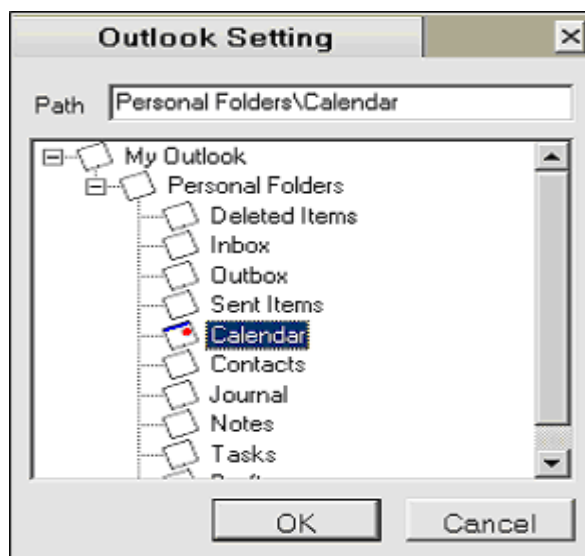 Outlook Setting
Path Personal Folders\Calendar
My Outlook
Personal Folders
Deleted Items
Inbox
Outbox
Sent Items
Calendar
Contacts
Journal
Notes
Tasks
OK Cancel